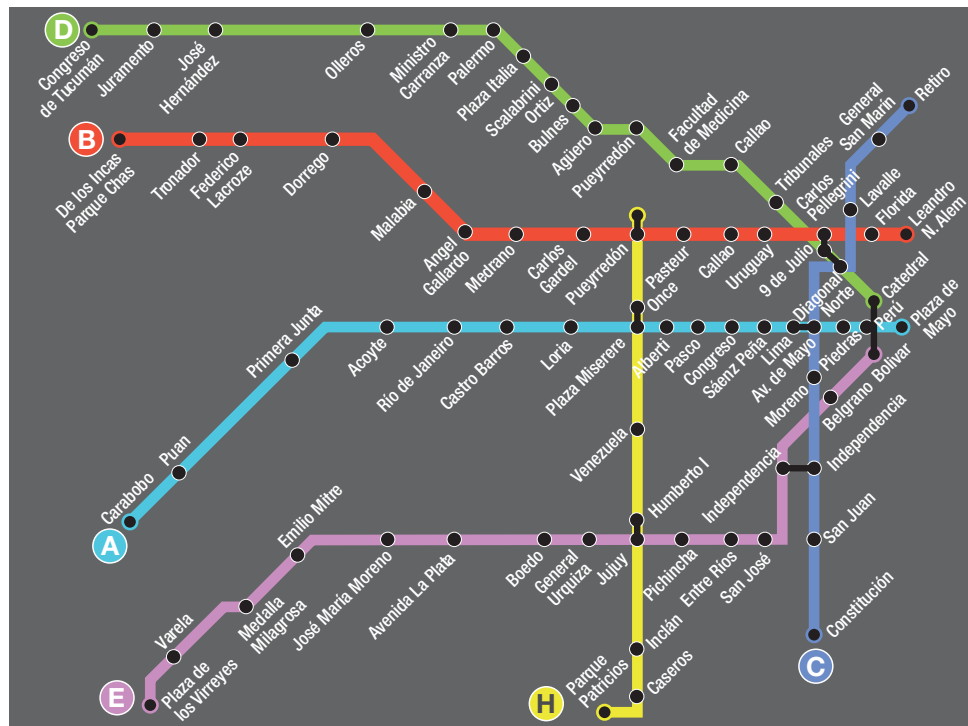 D
Congreso
de Tucumán
Juramento
José
Hernández
Olleros
Ministro
Carranza
Palermo
Plaza Italia
Scalabrini
Ortiz
Bulnes
Agüero
Pueyrredón
Facultad
de Medicina
Callao
Tribunales
General
San Marín
Retiro
B
De los Incas
Parque Chas
Tronador
Federico
Lacroze
Dorrego
Malabia
Angel
Gallardo
Medrano
Carlos
Gardel
Pueyrredón
Pasteur
Callao
Uruguay
Carlos
Pellegrini
9 de Julio
Lavalle
Florida
Leandro
N. Alem
Once
Diagonal
Norte
Catedral
Carabobo
Puan
Primera Junta
Acoyte
Río de Janeiro
Castro Barros
Loria
Plaza Miserere
Alberti
Pasco
Congreso
Sáenz Peña
Lima
Av. de Mayo
Piedras
Perú
Plaza de
Mayo
A
Moreno
Belgrano
Bolivar
Venezuela
Independencia
Independencia
Humberto I
Emilio Mitre
José María Moreno
Avenida La Plata
Boedo
General
Urquiza
Jujuy
Pichincha
Entre Rios
San José
San Juan
Medalla
Milagrosa
Varela
Plaza de
los Virreyes
E
Inclán
Caseros
Parque
Patricios
H
Constitución
C